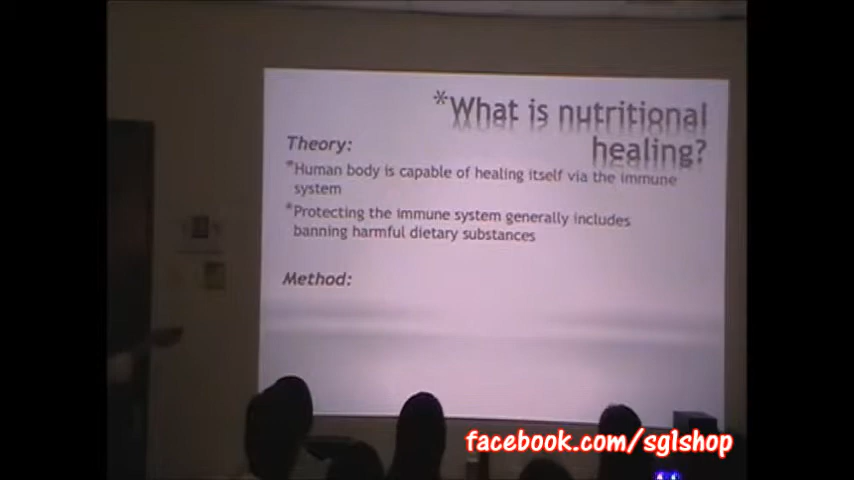 *What is nutritional
healing?
Theory:
*Human body is capable of healing itself via the immune
system
*Protecting the immune system generally includes
banning harmful dietary substances
Method:
facebook.com/sg1shop